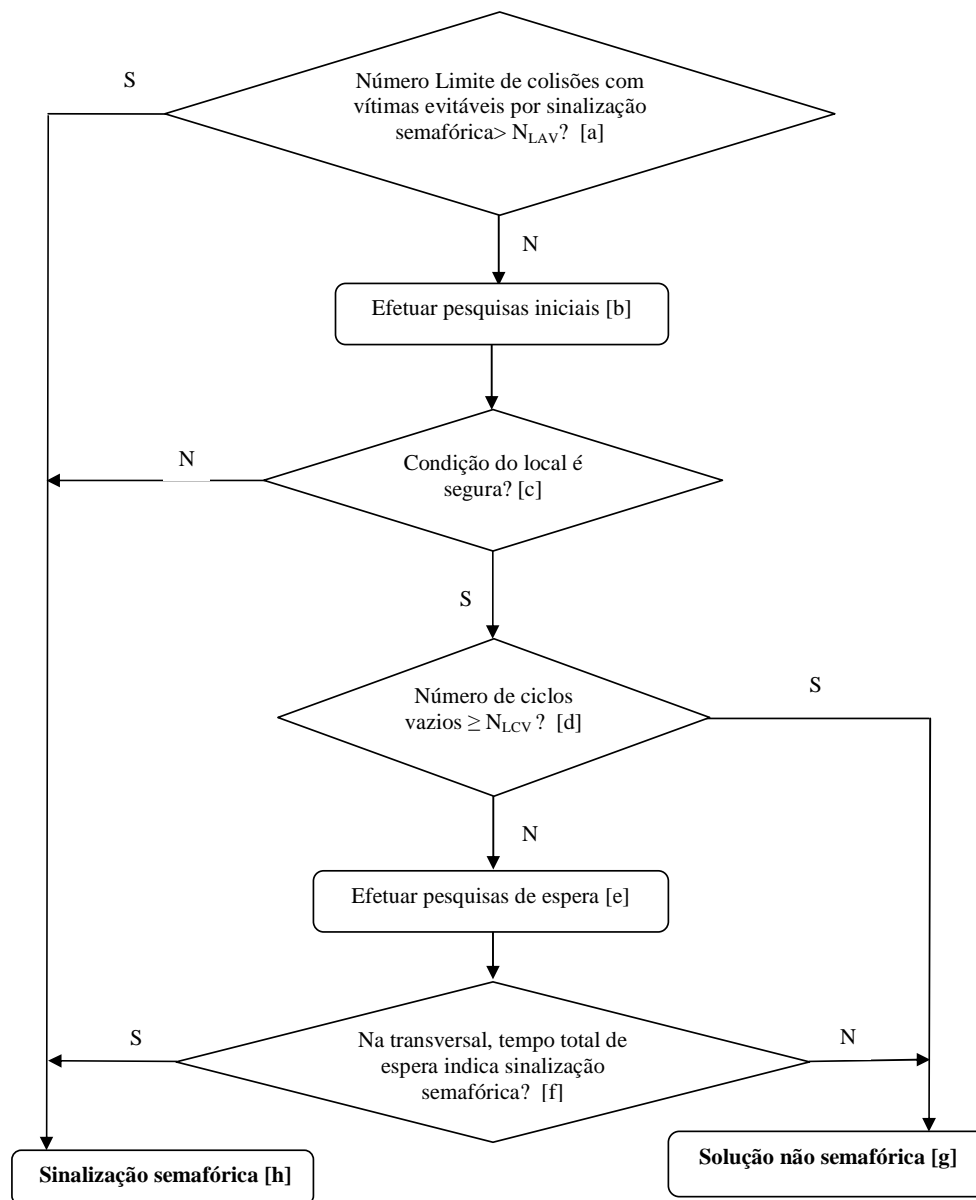 S
Número Limite de colisões com
vítimas evitáveis por sinalização
semafórica> NLAV? [a]
N
Efetuar pesquisas iniciais [b]
N
Condição do local é
segura? [c]
S
Número de ciclos
vazios ≥ NLCV ? [d]
S
N
Efetuar pesquisas de espera [e]
S
Na transversal, tempo total de
espera indica sinalização
semafórica? [f]
N
Sinalização semafórica [h]
Solução não semafórica [g]